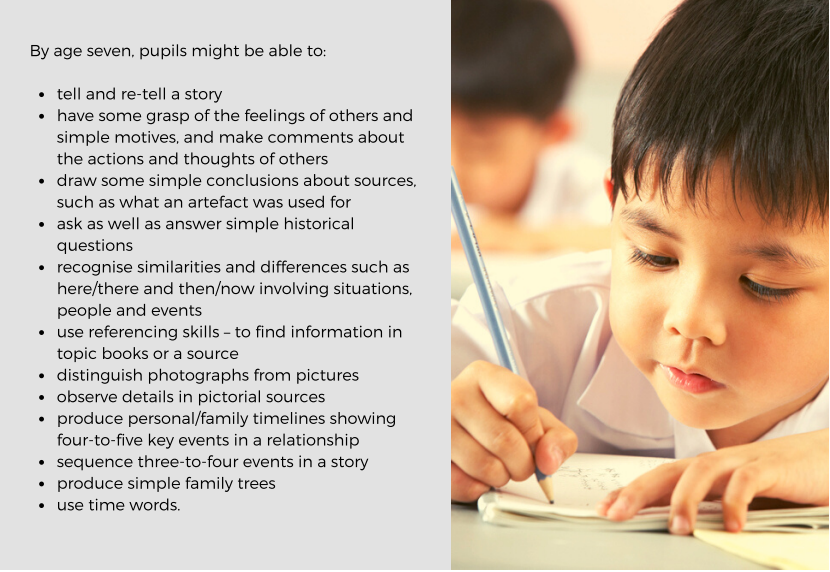 By age seven, pupils might be able to:
• tell and re-tell a story
• have some grasp of the feelings of others and
simple motives, and make comments about
the actions and thoughts of others
• draw some simple conclusions about sources,
such as what an artefact was used for
• ask as well as answer simple historical
questions
• recognise similarities and differences such as
here/there and then/now involving situations,
people and events
• use referencing skills – to find information in
topic books or a source
• distinguish photographs from pictures
• observe details in pictorial sources
• produce personal/family timelines showing
four-to-five key events in a relationship
• sequence three-to-four events in a story
• produce simple family trees
• use time words.